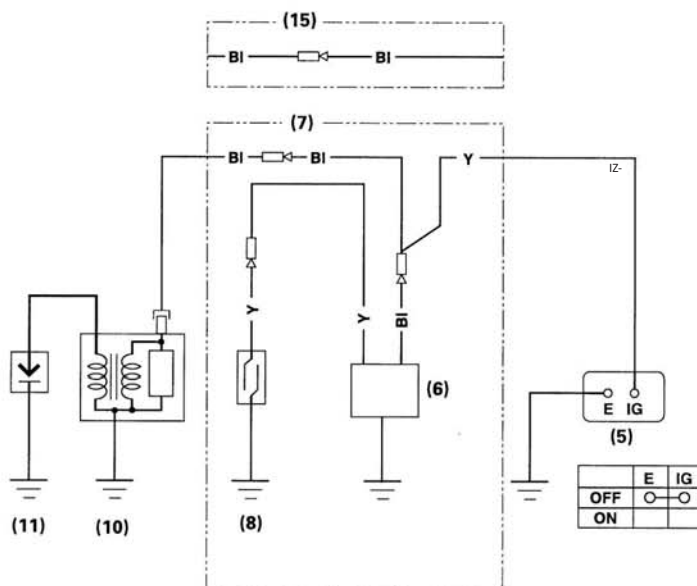 (15)
Bl Bl
(7)
Bl Bl Y IZ-
Y Y Bl
(6)
E IG
(5)
E IG
OFF
ON
(11) (10) (8)